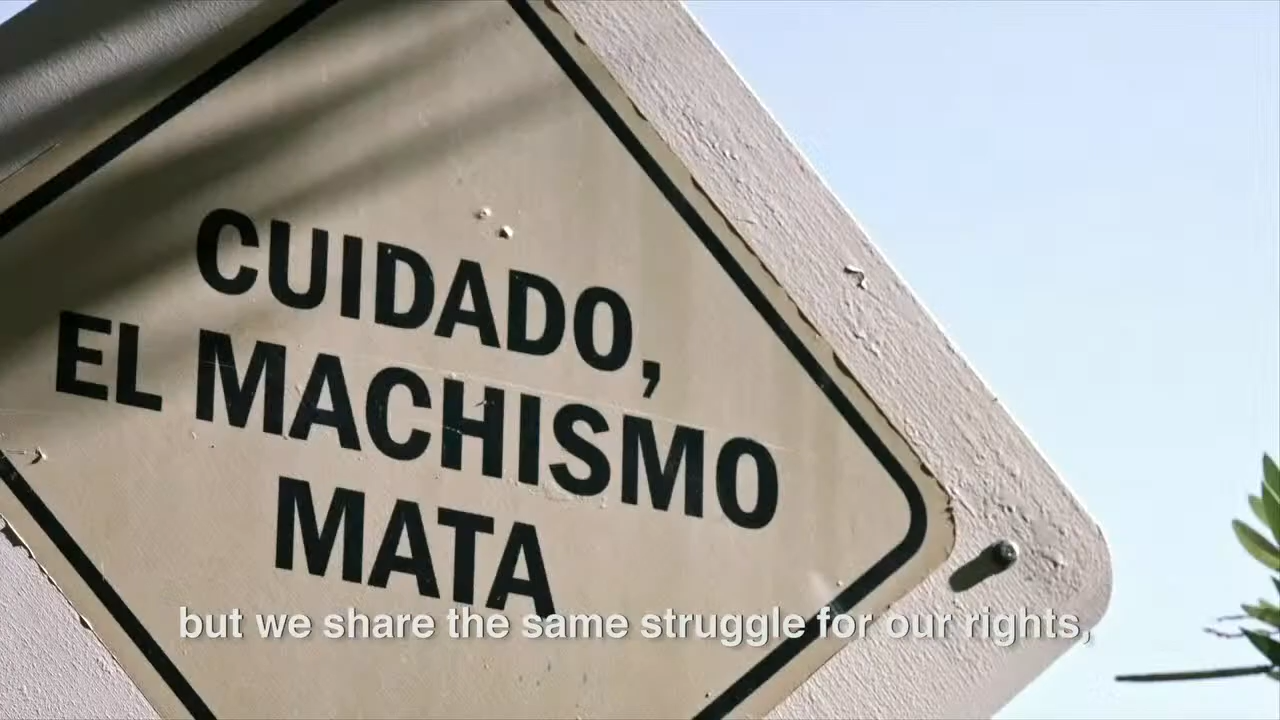 CUIDADO,
EL MACHISMO
MATA
but we share the same struggle for our rights,